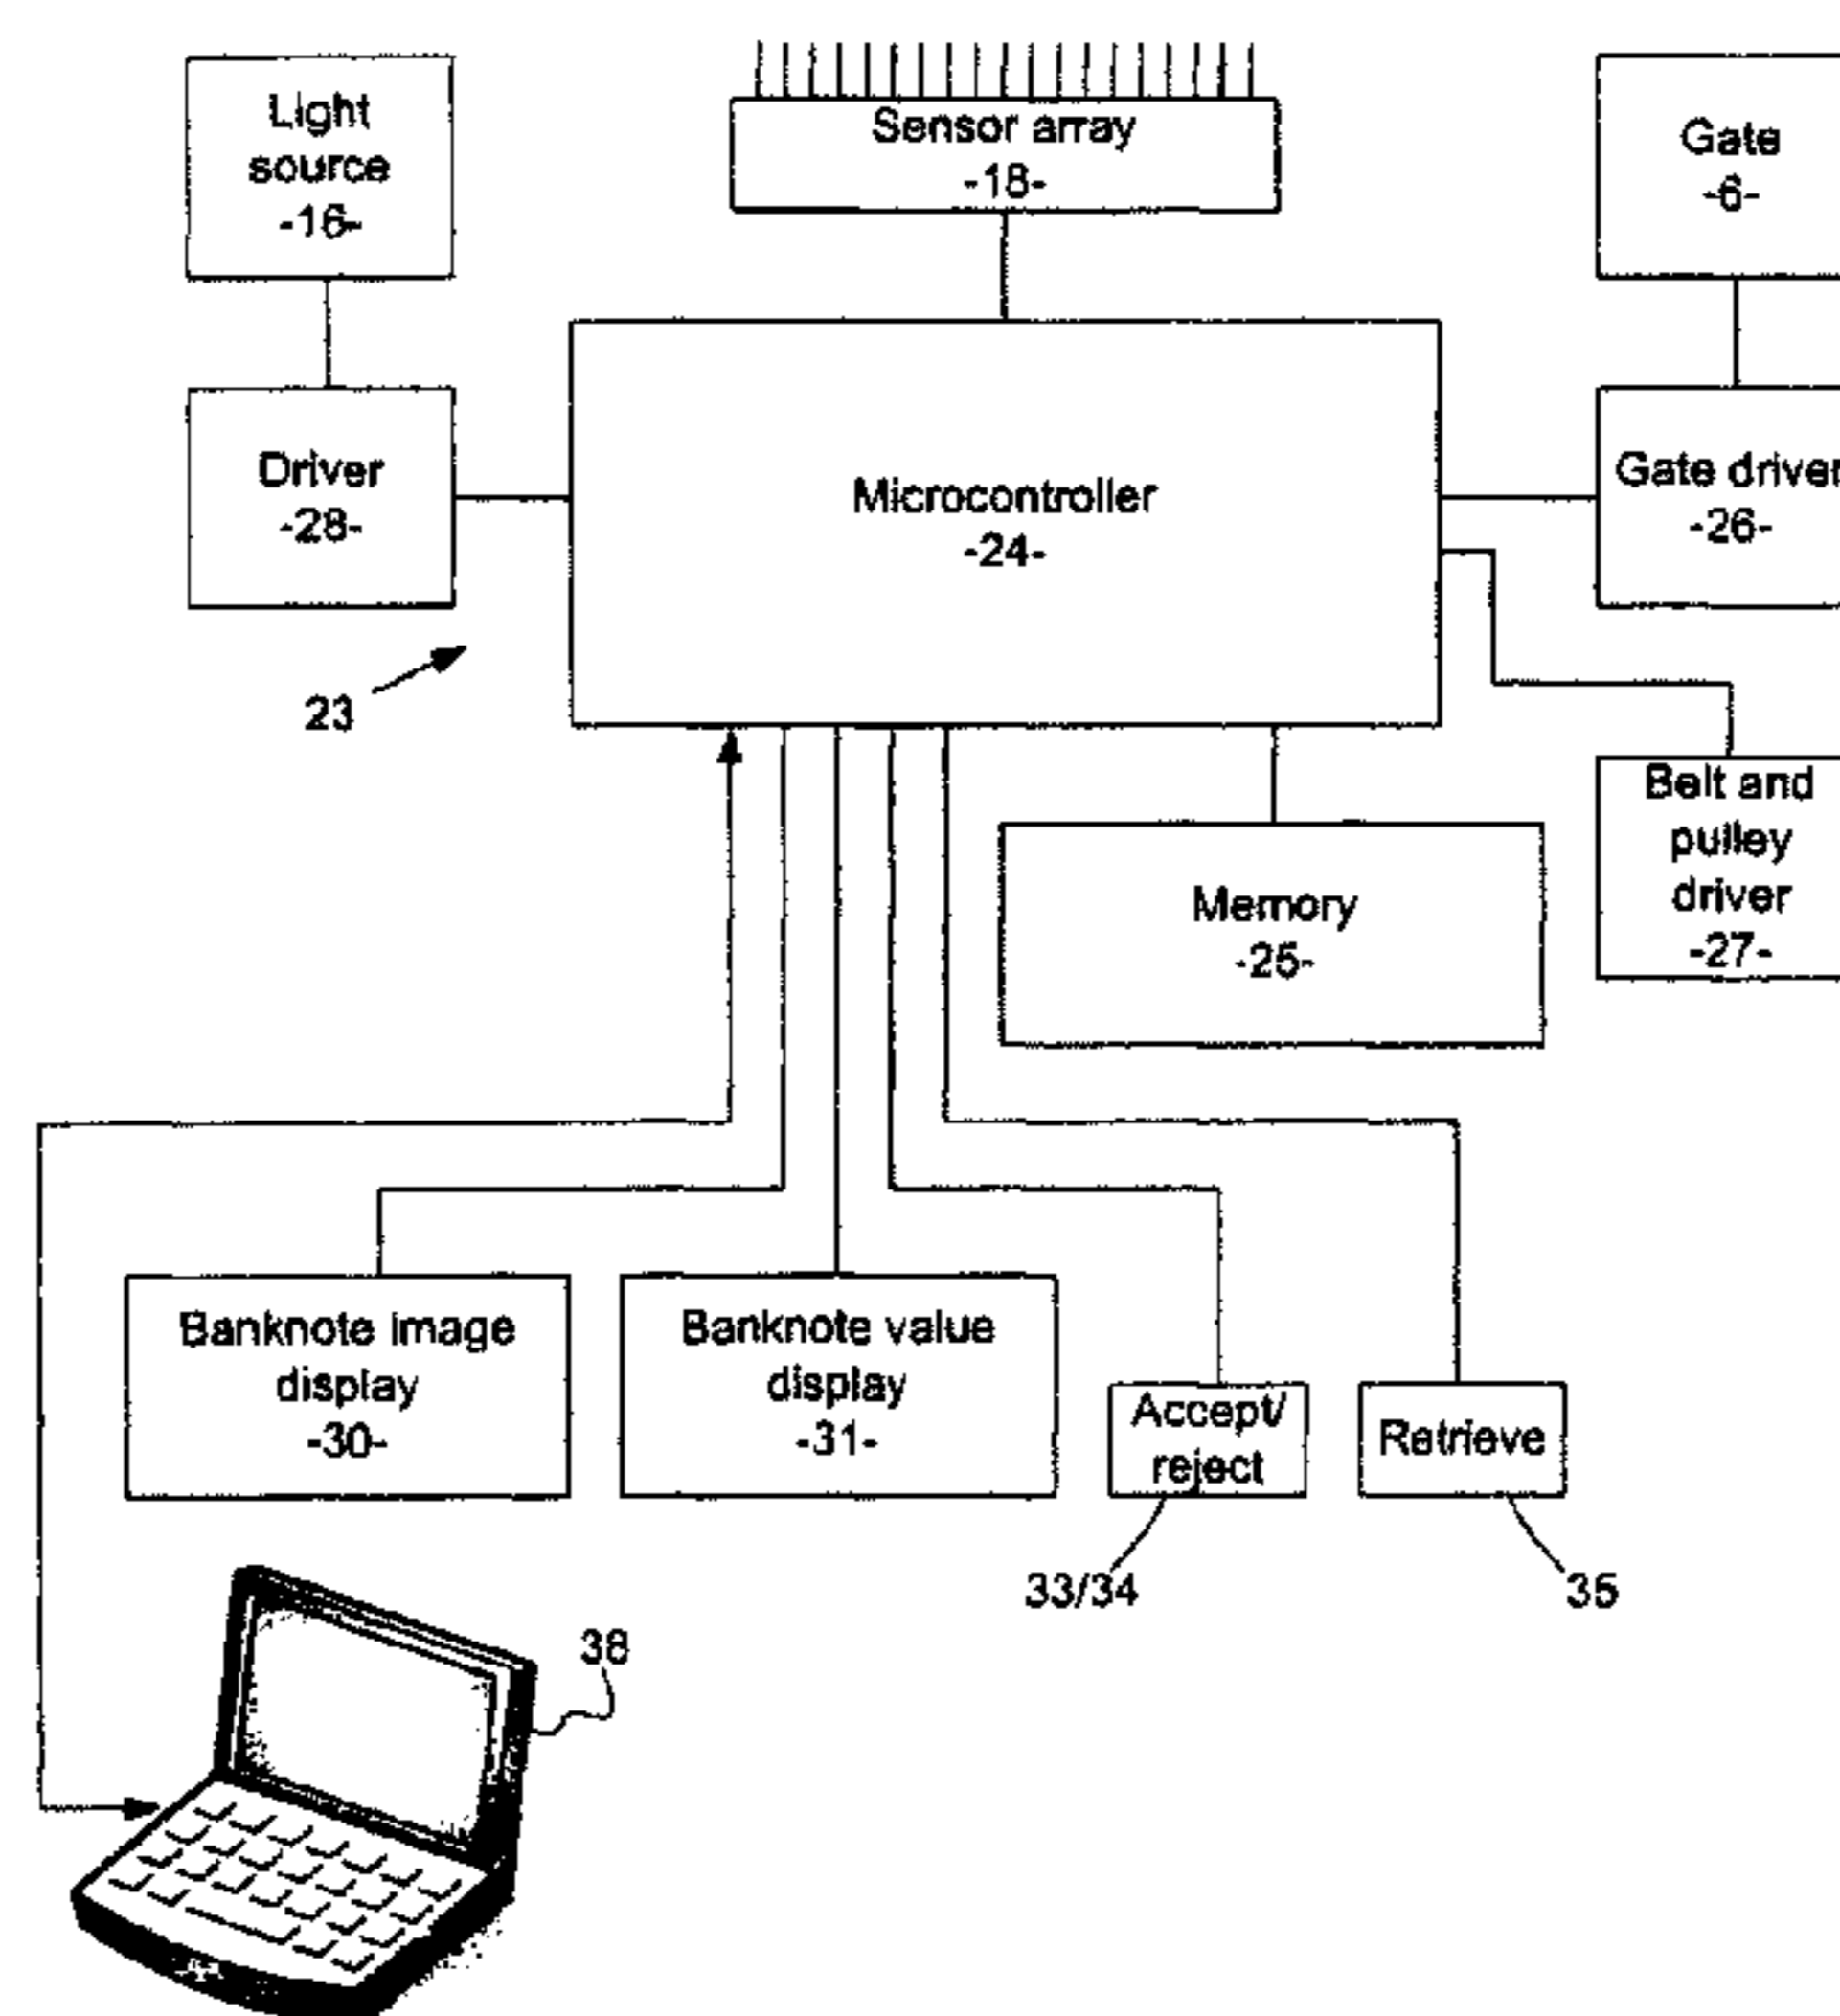 Light
source
-16-
Sensor array
-18-
Gate
-6-
Driver
-28-
Microcontroller
-24-
Gate driver
-26-
23
Belt and
pulley
driver
-27-
Memory
-25-
Banknote image
display
-30-
Banknote value
display
-31-
Accept/
reject
Retrieve
33/34
35
38